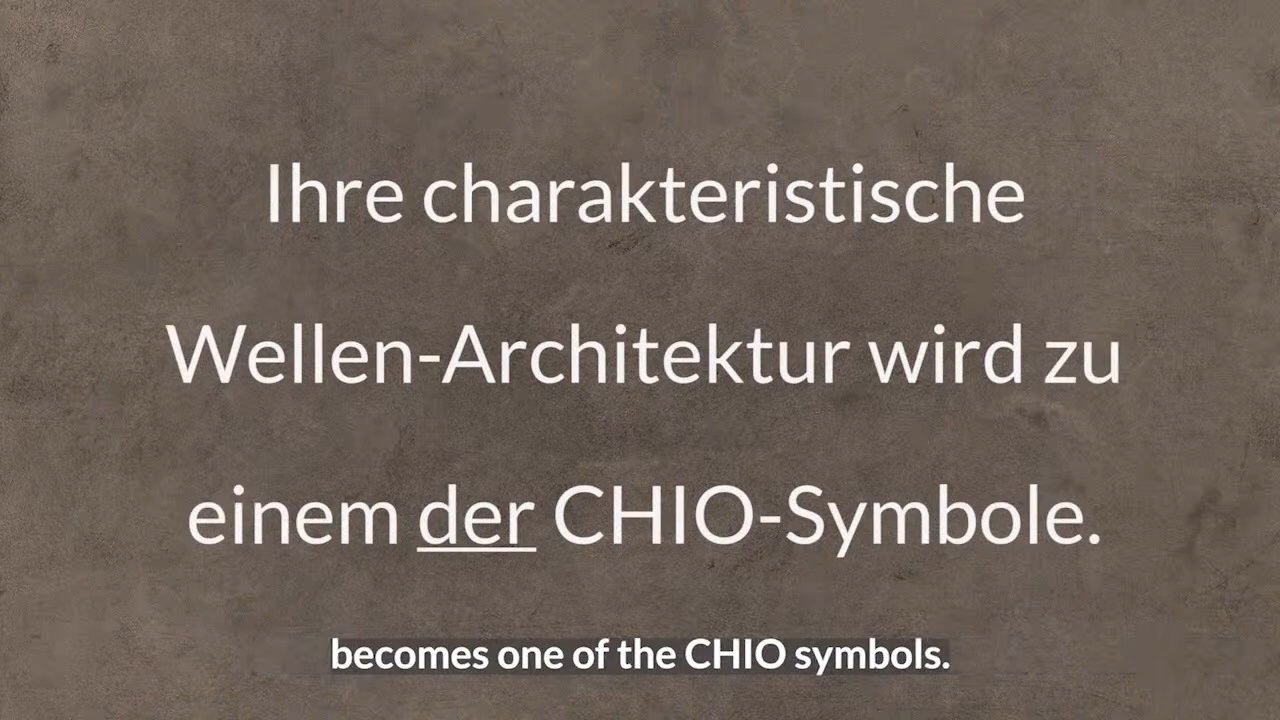 Ihre charakteristische
Wellen-Architektur wird zu
einem der CHIO-Symbole.
becomes one of the CHIO symbols.